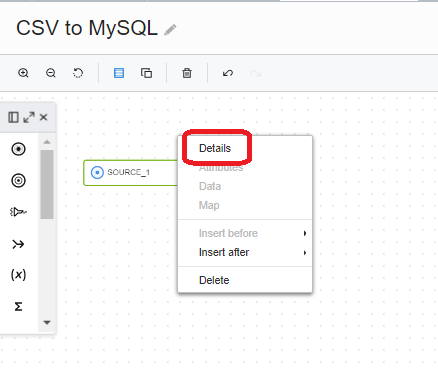 CSV to MySQL
SOURCE_1
Details
Attributes
Data
Map
Insert before
Insert after
Delete
(x)
Σ